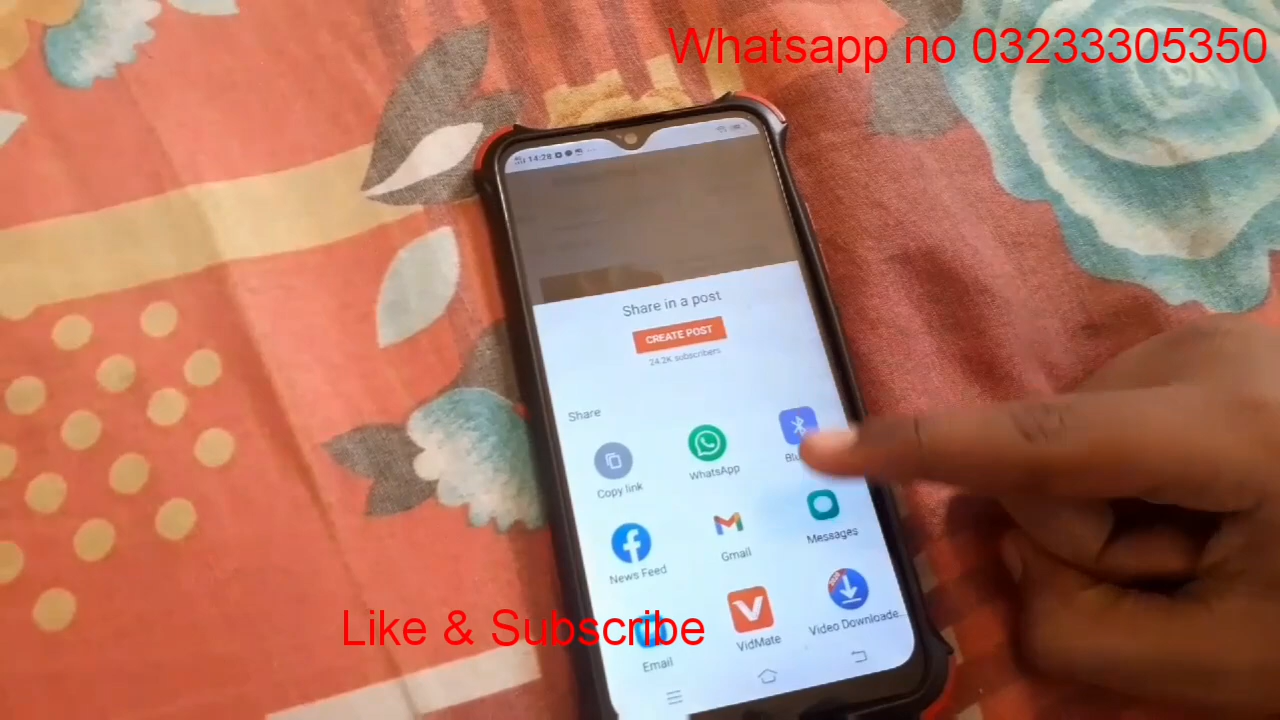 Whatsapp no 03233305350
14:28
Share in a post
CREATE POST
24.2K subscribers
Share
Copy link
WhatsApp
News Feed
Gmail
Messages
Email
VidMate
Video Downloade...
Like & Subscribe